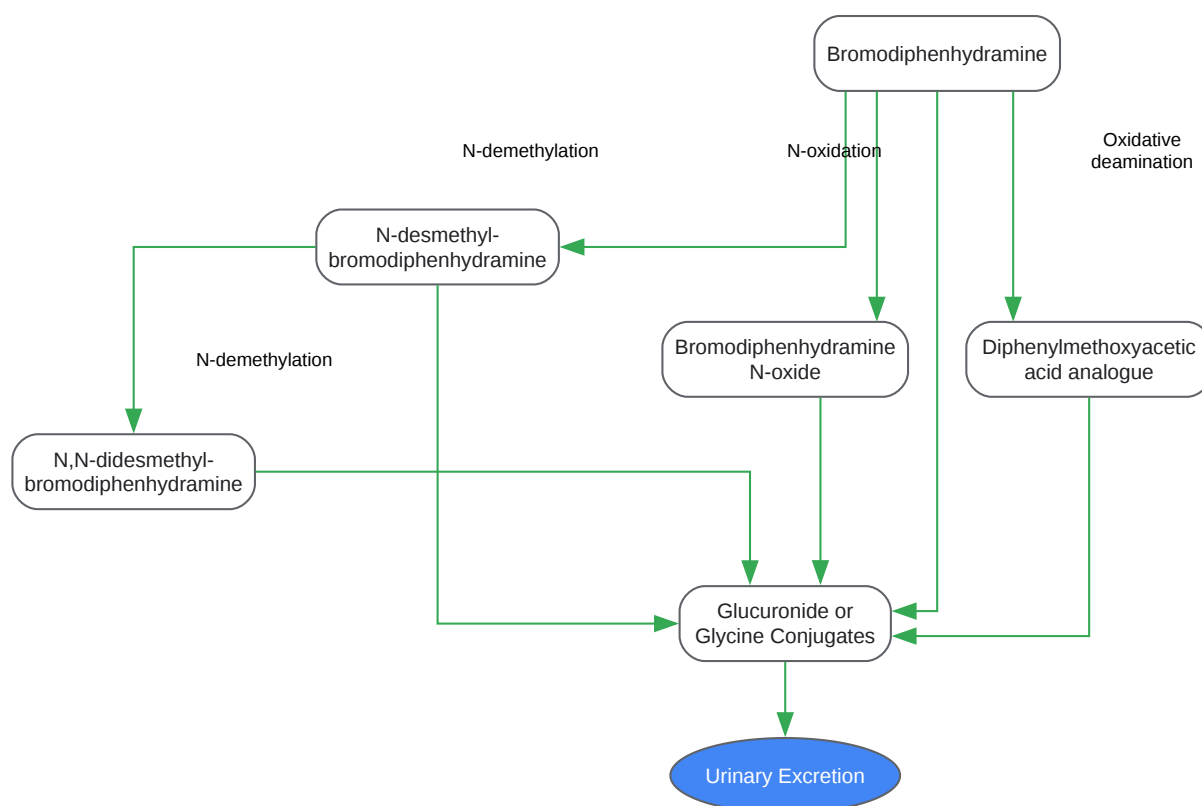 Bromodiphenhydramine
N-demethylation
N-oxidation
Oxidative
deamination
N-desmethyl-
bromodiphenhydramine
Bromodiphenhydramine
N-oxide
Diphenylmethoxyacetic
acid analogue
N-demethylation
N,N-didesmethyl-
bromodiphenhydramine
Glucuronide or
Glycine Conjugates
Urinary Excretion